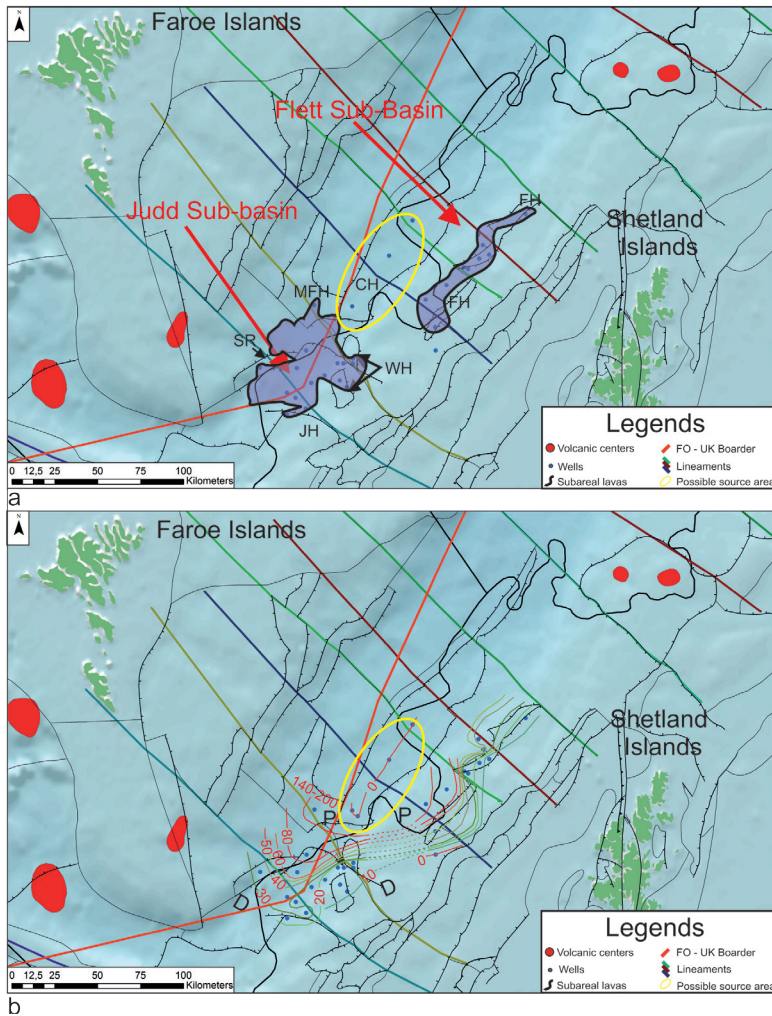 Faroe Islands
Flett Sub-Basin
Judd Sub-basin
Shetland
Islands
FH
MFH
CH
FH
SR
WH
JH
Legends
Volcanic centers
FO - UK Boarder
Wells
Lineaments
Subareal lavas
Possible source area
0 12,5 25 50 75 100
Kilometers
a
Faroe Islands
Shetland
Islands
140-200
0
P
P
80
60
50
40
30
20
10
0
D
D
Legends
Volcanic centers
FO - UK Boarder
Wells
Lineaments
Subareal lavas
Possible source area
0 12,5 25 50 75 100
Kilometers
b